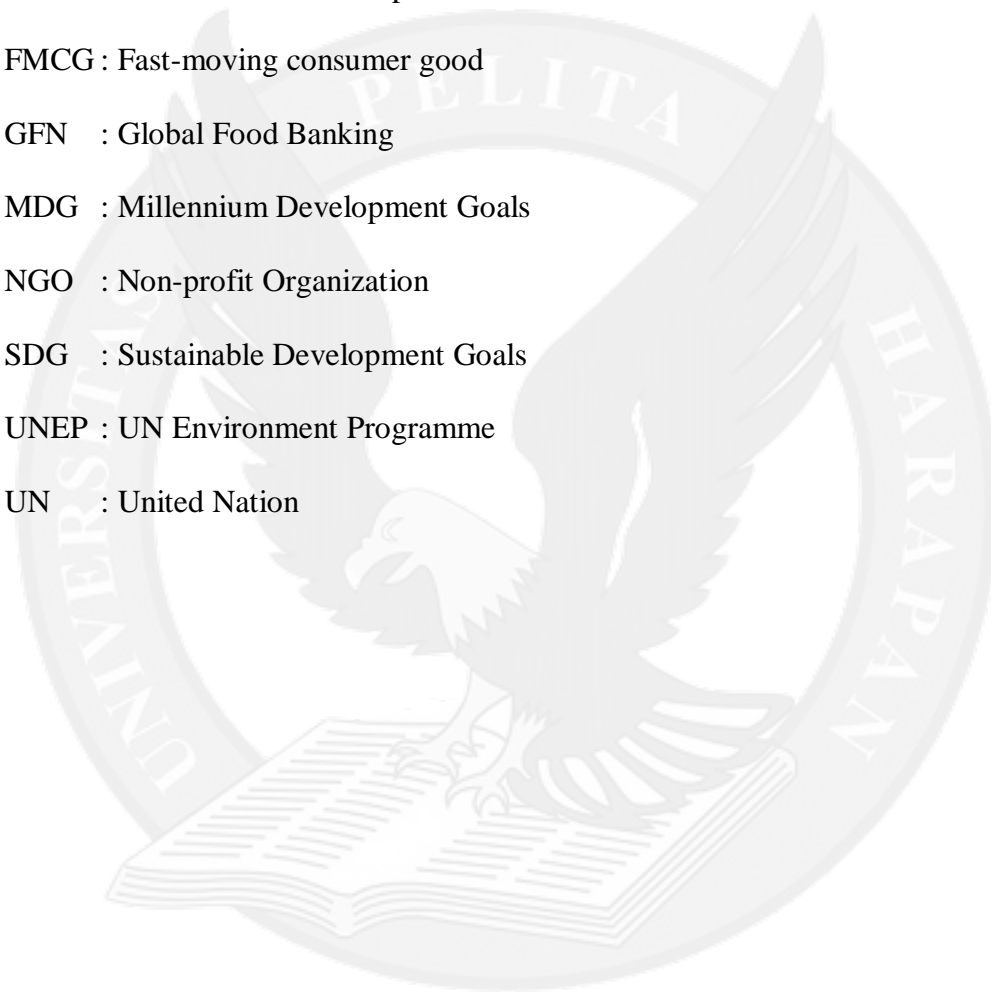 FMCG : Fast-moving consumer good
GFN : Global Food Banking
MDG : Millennium Development Goals
NGO : Non-profit Organization
SDG : Sustainable Development Goals
UNEP : UN Environment Programme
UN : United Nation
UNIVERSITAS PELITA HARAPAN